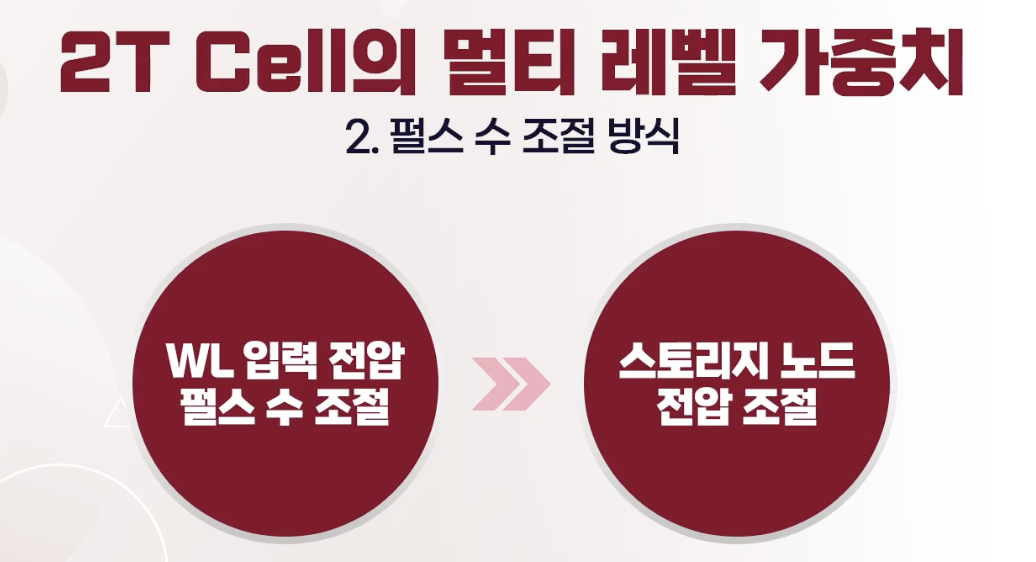 2T Cell의 멀티 레벨 가중치
2. 펄스 수 조절 방식
WL 입력 전압
펄스 수 조절
스토리지 노드
전압 조절